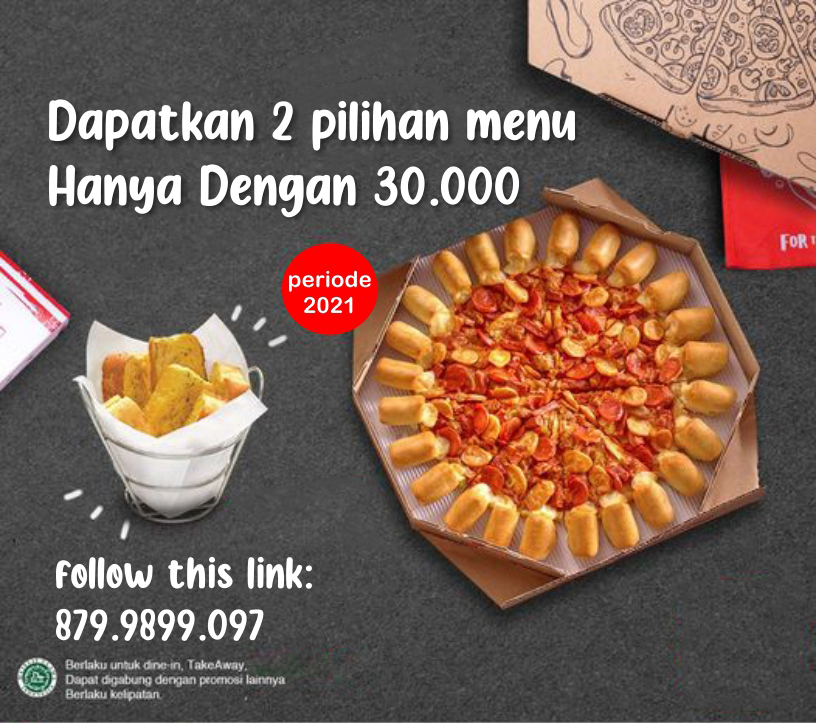 Dapatkan 2 pilihan menu
Hanya Dengan 30.000
FOR
periode
2021
Follow this link:
879.9899.097
Berlaku untuk dine-in, TakeAway,
Dapat digabung dengan promosi lainnya
Berlaku kelipatan.